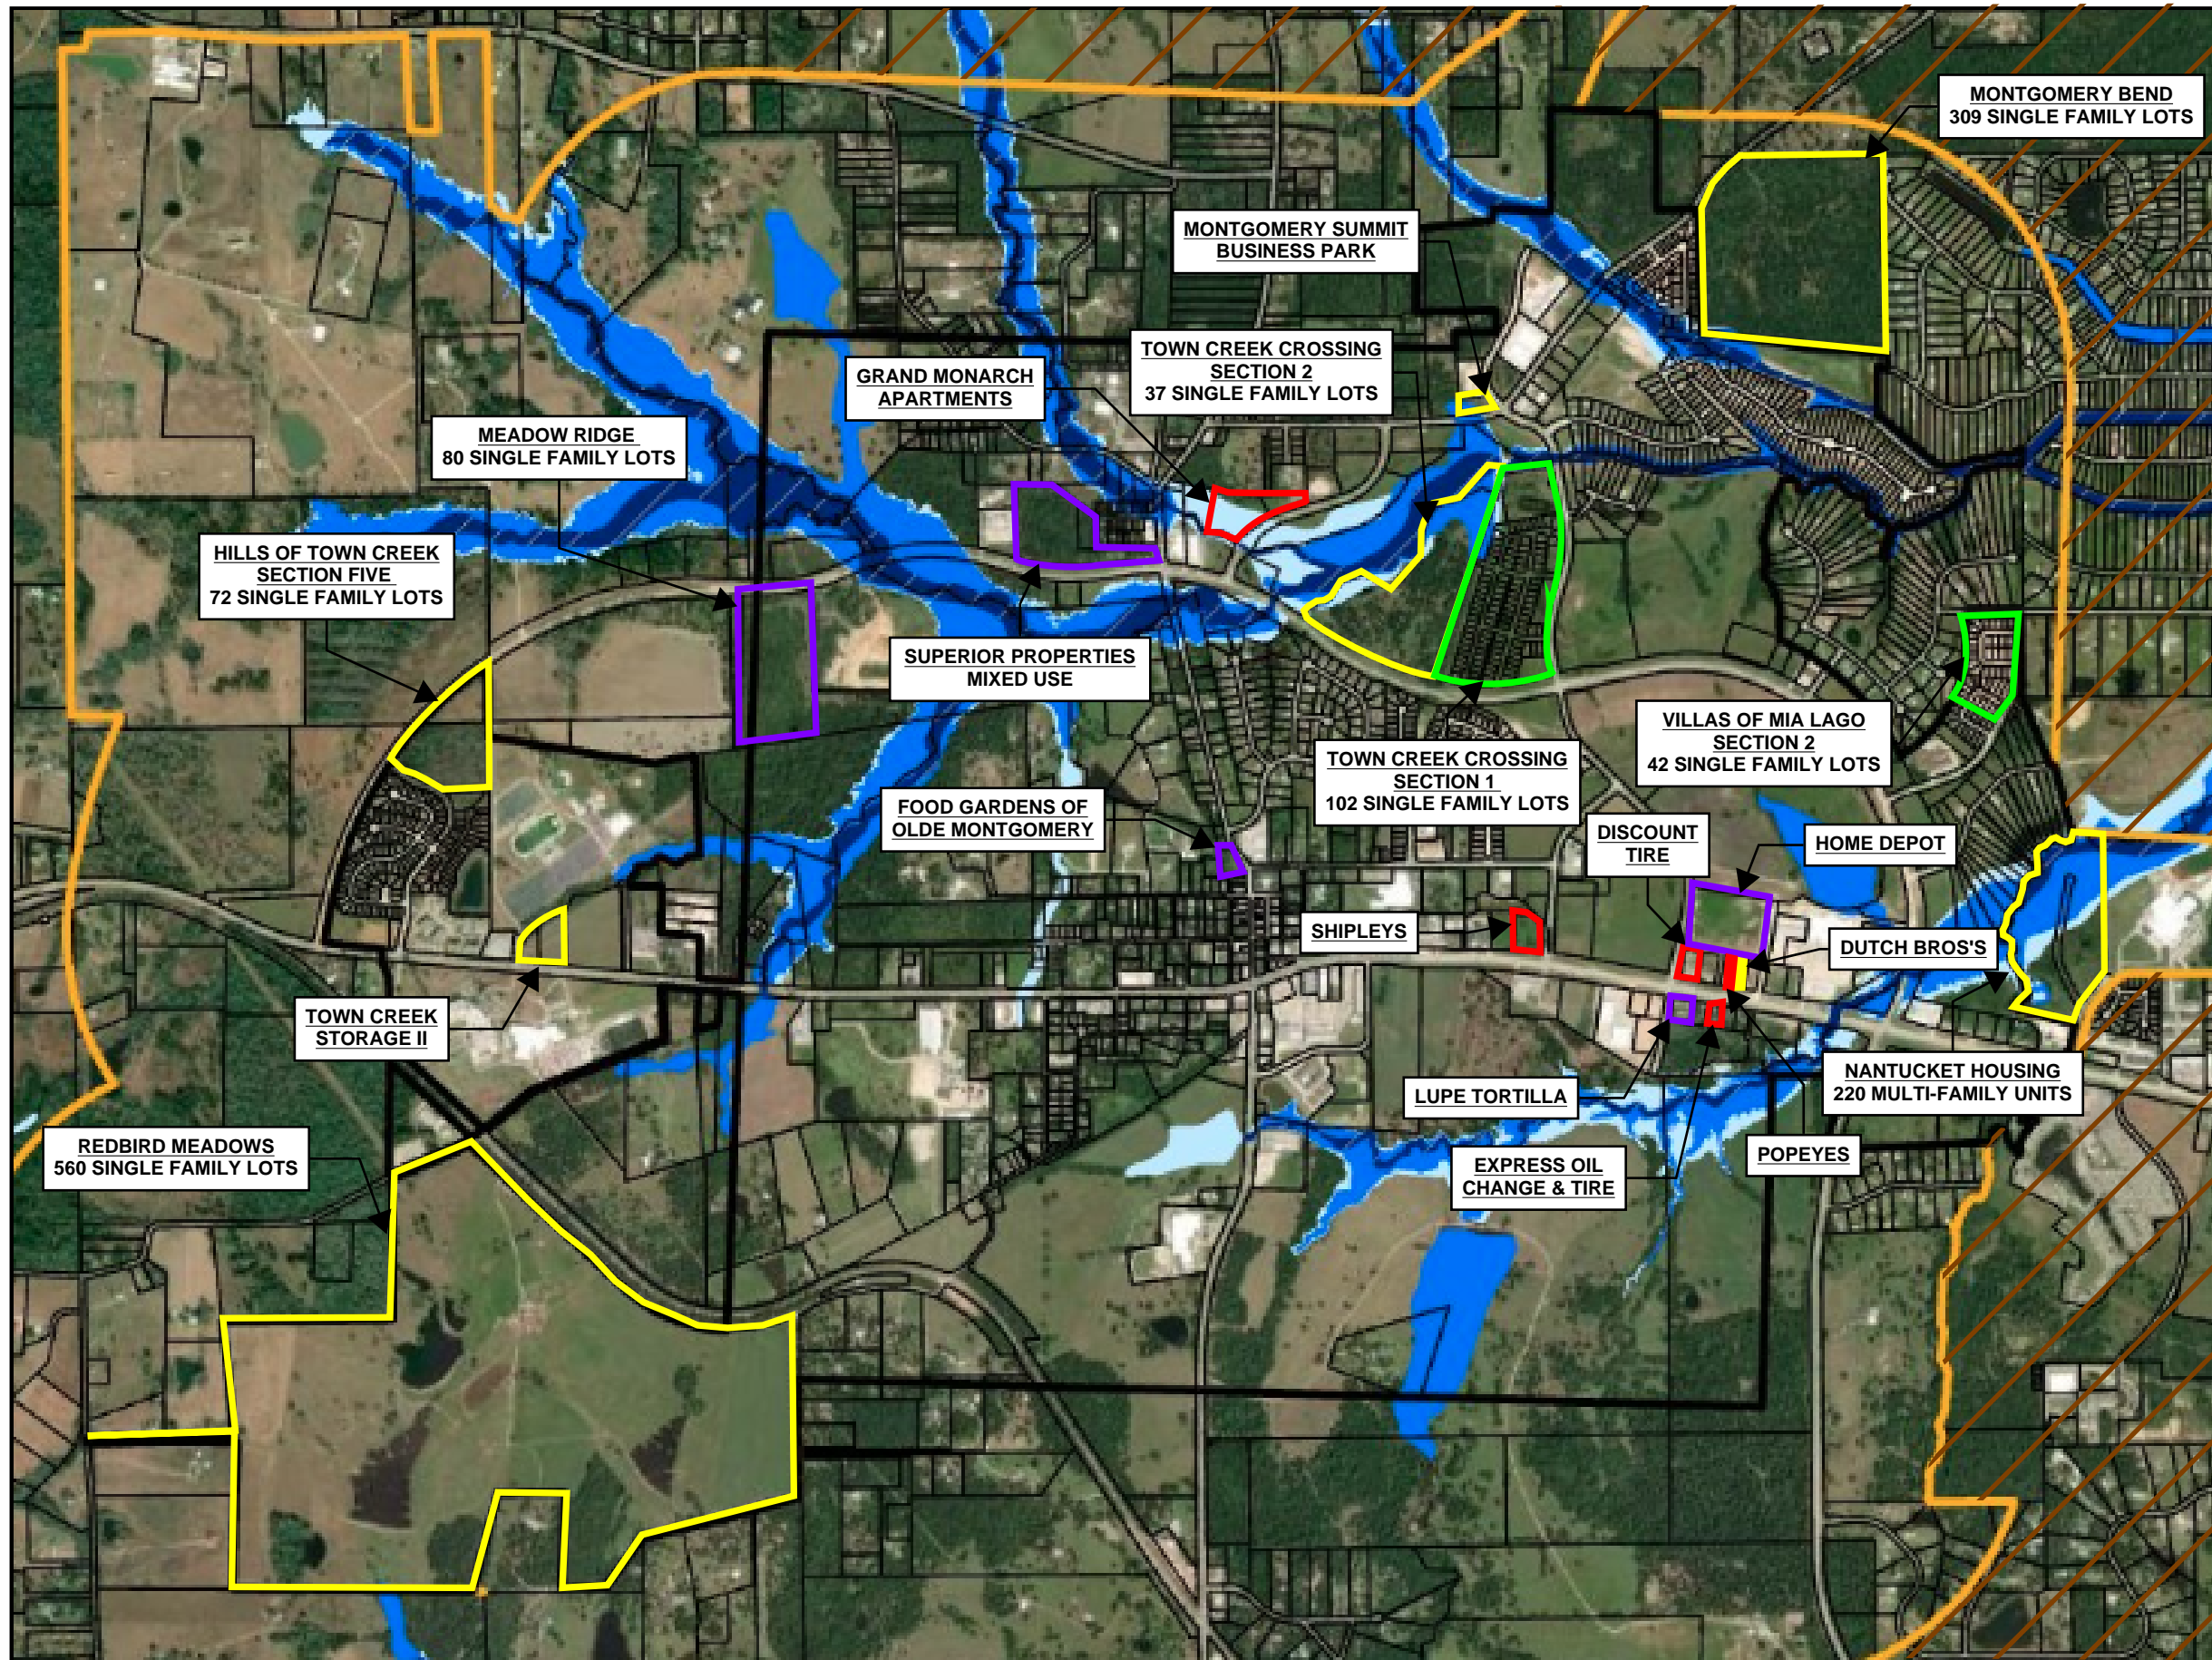 MONTGOMERY BEND
309 SINGLE FAMILY LOTS
MONTGOMERY SUMMIT
BUSINESS PARK
TOWN CREEK CROSSING
SECTION 2
37 SINGLE FAMILY LOTS
GRAND MONARCH
APARTMENTS
MEADOW RIDGE
80 SINGLE FAMILY LOTS
HILLS OF TOWN CREEK
SECTION FIVE
72 SINGLE FAMILY LOTS
SUPERIOR PROPERTIES
MIXED USE
VILLAS OF MIA LAGO
SECTION 2
42 SINGLE FAMILY LOTS
TOWN CREEK CROSSING
SECTION 1
102 SINGLE FAMILY LOTS
FOOD GARDENS OF
OLDE MONTGOMERY
DISCOUNT
TIRE
HOME DEPOT
SHIPLEYS
DUTCH BROS'S
TOWN CREEK
STORAGE II
NANTUCKET HOUSING
220 MULTI-FAMILY UNITS
LUPE TORTILLA
POPEYES
EXPRESS OIL
CHANGE & TIRE
REDBIRD MEADOWS
560 SINGLE FAMILY LOTS